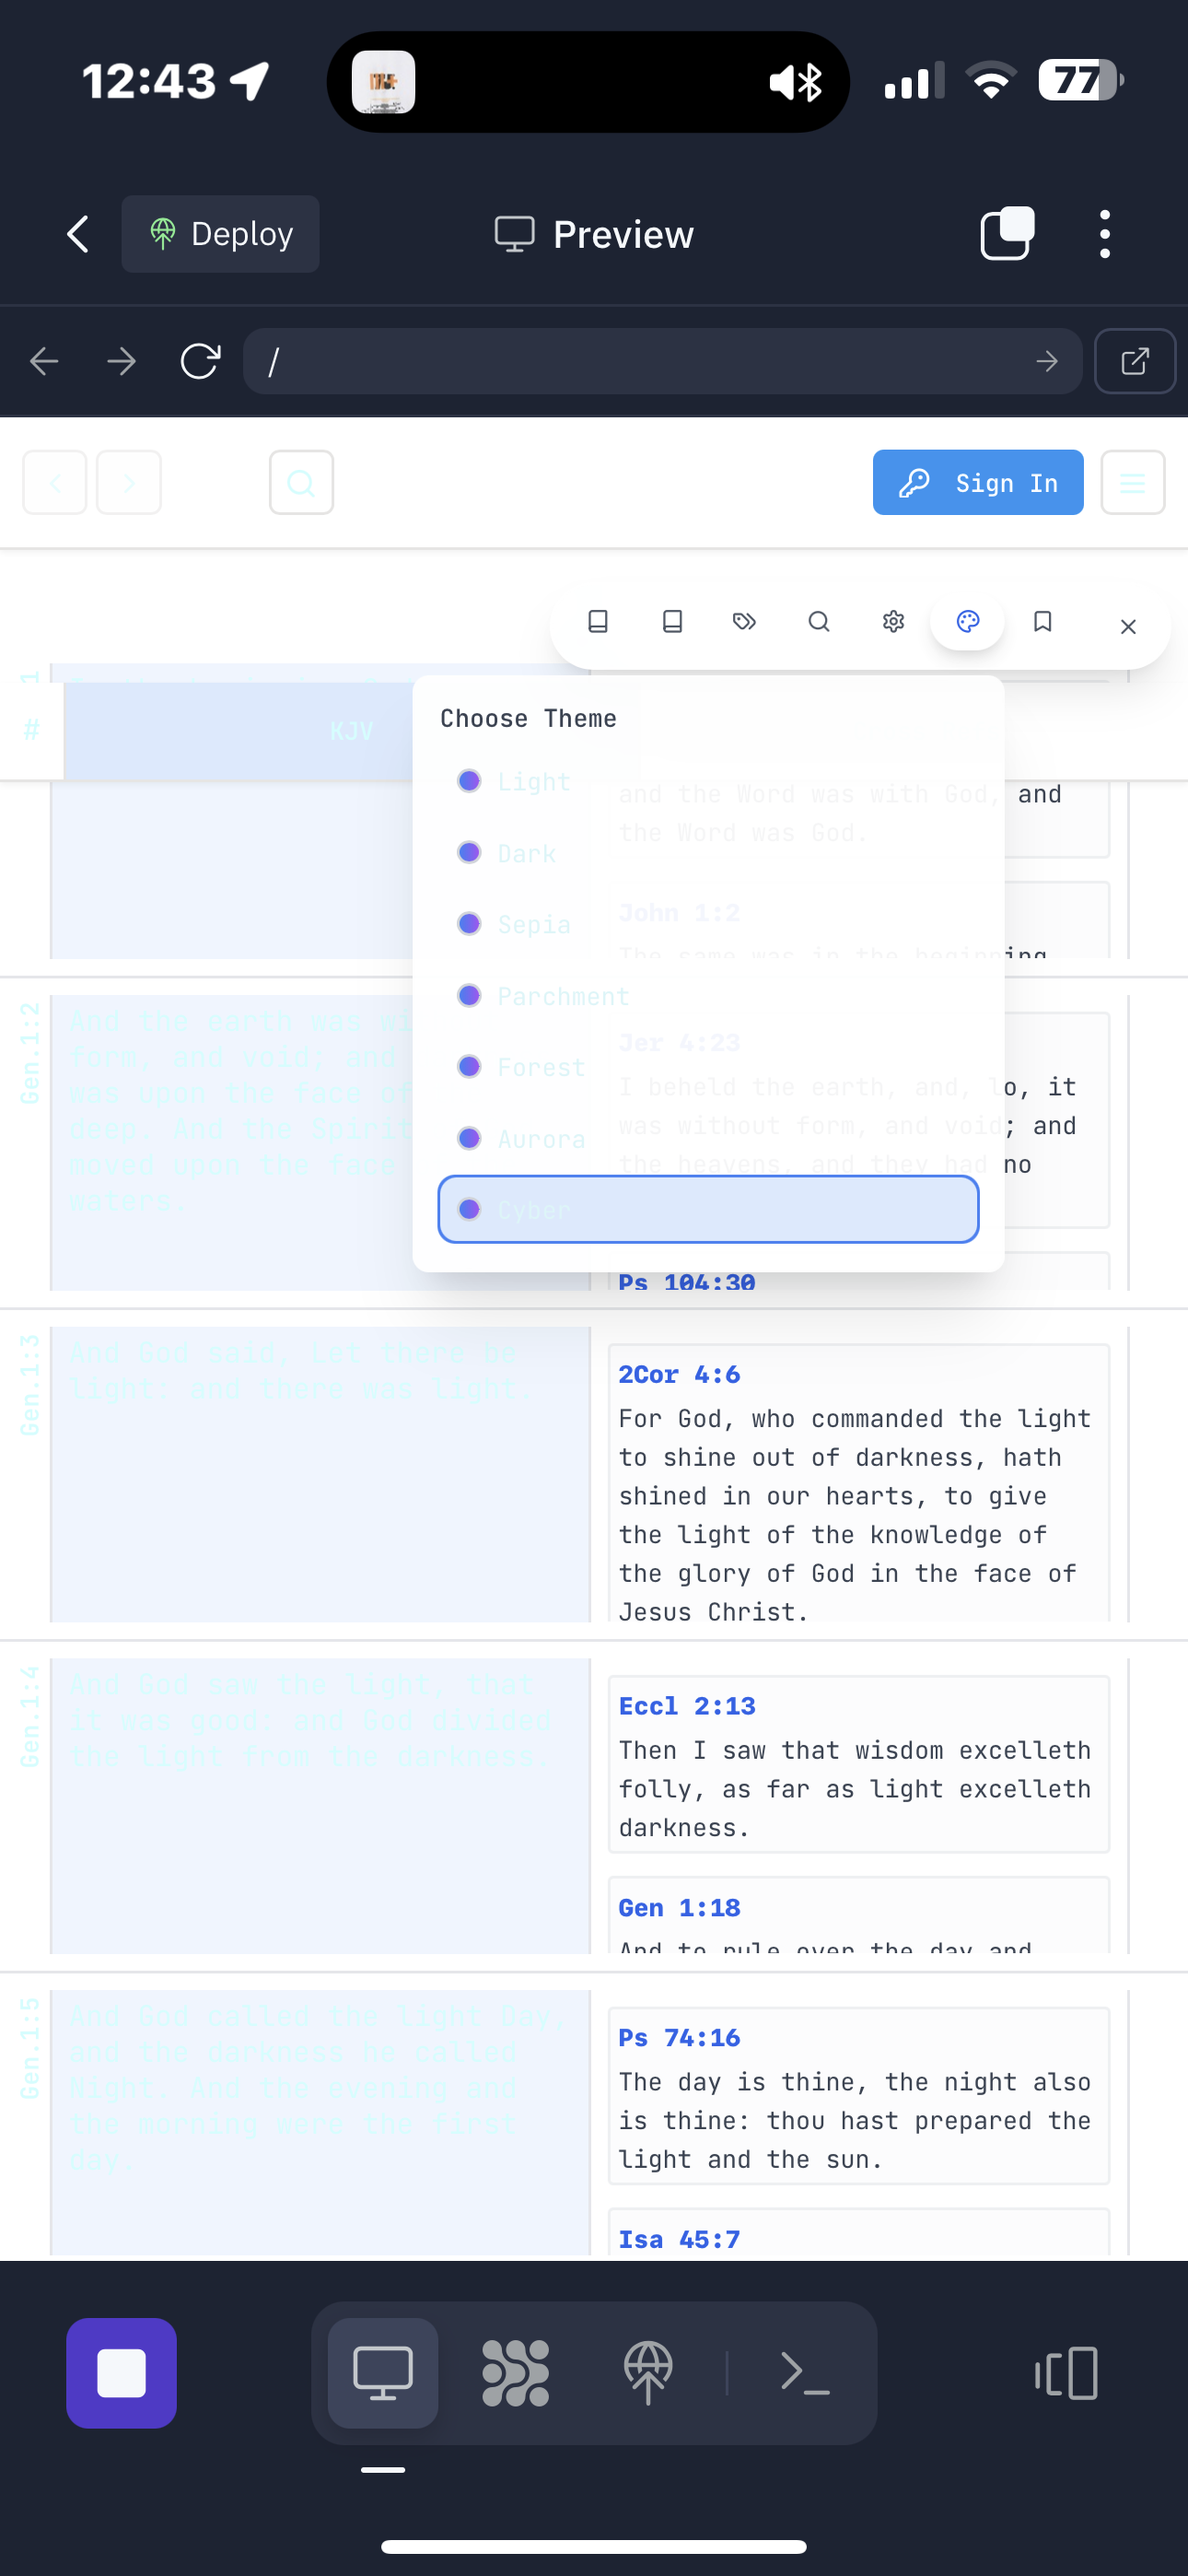 12:43
77
Deploy
Preview
/
Sign In
#
KJV
Choose Theme
Light
Dark
Sepia
Parchment
Forest
Aurora
Cyber
and the Word was with God, and
the Word was God.
John 1:2
The same was in the beginning
Gen.1:2
And the earth was wi
form, and void; and
was upon the face of
deep. And the Spirit
moved upon the face
waters.
Jer 4:23
I beheld the earth, and, lo, it
was without form, and void; and
the heavens, and they had no
Ps 104:30
Gen.1:3
And God said, Let there be
light: and there was light.
2Cor 4:6
For God, who commanded the light
to shine out of darkness, hath
shined in our hearts, to give
the light of the knowledge of
the glory of God in the face of
Jesus Christ.
Gen.1:4
And God saw the light, that
it was good: and God divided
the light from the darkness.
Eccl 2:13
Then I saw that wisdom excelleth
folly, as far as light excelleth
darkness.
Gen 1:18
And to rule over the day and
Gen.1:5
And God called the light Day,
and the darkness he called
Night. And the evening and
the morning were the first
day.
Ps 74:16
The day is thine, the night also
is thine: thou hast prepared the
light and the sun.
Isa 45:7